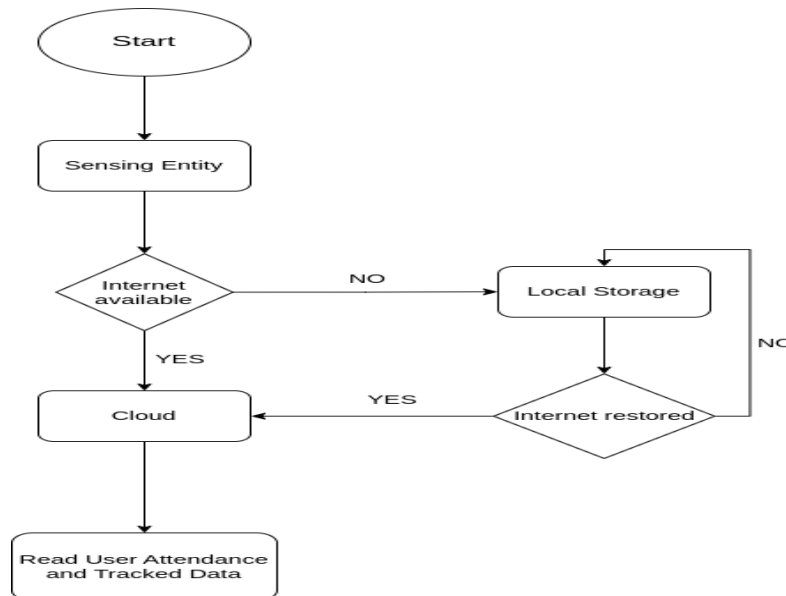 Start
Sensing Entity
Internet
available
NO
Local Storage
YES
NO
Cloud
YES
Internet restored
Read User Attendance
and Tracked Data